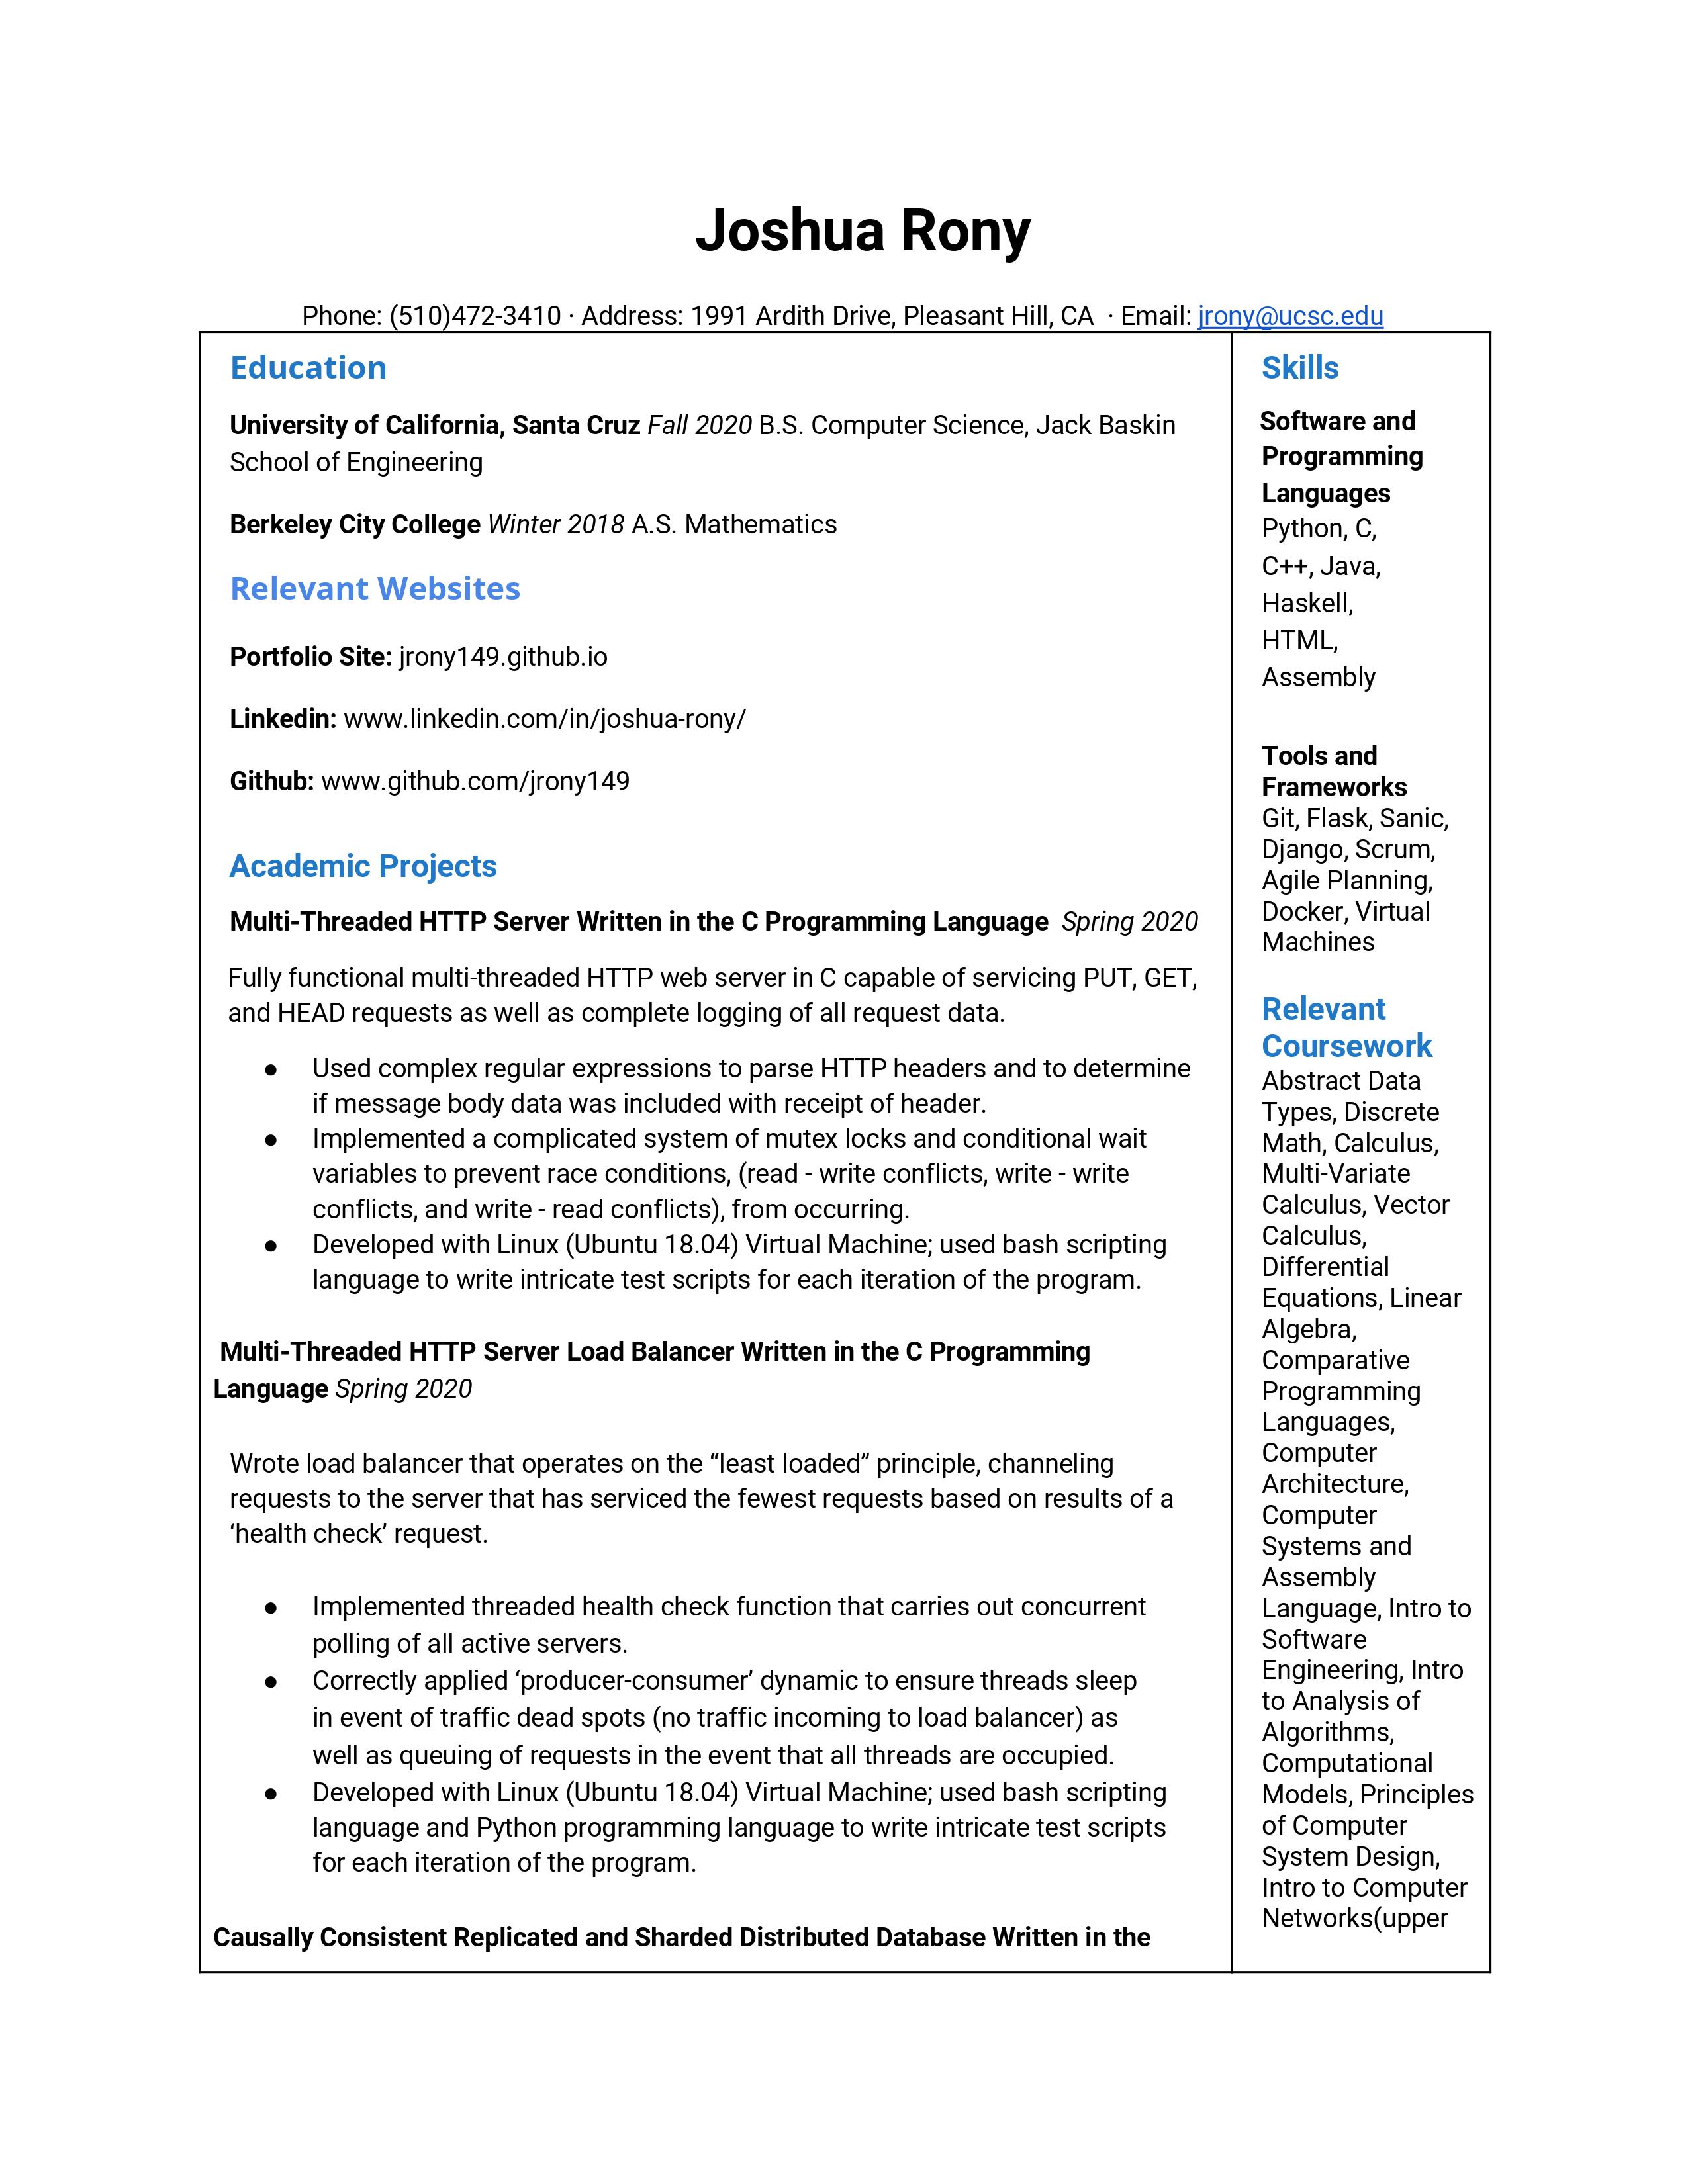 Joshua Rony
Phone: (510)472-3410 · Address: 1991 Ardith Drive, Pleasant Hill, CA · Email: jrony@ucsc.edu
Education
University of California, Santa Cruz Fall 2020 B.S. Computer Science, Jack Baskin
School of Engineering
Berkeley City College Winter 2018 A.S. Mathematics
Relevant Websites
Portfolio Site: jrony149.github.io
Linkedin: www.linkedin.com/in/joshua-rony/
Github: www.github.com/jrony149
Academic Projects
Multi-Threaded HTTP Server Written in the C Programming Language Spring 2020
Fully functional multi-threaded HTTP web server in C capable of servicing PUT, GET,
and HEAD requests as well as complete logging of all request data.
● Used complex regular expressions to parse HTTP headers and to determine
if message body data was included with receipt of header.
● Implemented a complicated system of mutex locks and conditional wait
variables to prevent race conditions, (read - write conflicts, write - write
conflicts, and write - read conflicts), from occurring.
● Developed with Linux (Ubuntu 18.04) Virtual Machine; used bash scripting
language to write intricate test scripts for each iteration of the program.
Multi-Threaded HTTP Server Load Balancer Written in the C Programming
Language Spring 2020
Wrote load balancer that operates on the “least loaded” principle, channeling
requests to the server that has serviced the fewest requests based on results of a
‘health check’ request.
● Implemented threaded health check function that carries out concurrent
polling of all active servers.
● Correctly applied ‘producer-consumer’ dynamic to ensure threads sleep
in event of traffic dead spots (no traffic incoming to load balancer) as
well as queuing of requests in the event that all threads are occupied.
● Developed with Linux (Ubuntu 18.04) Virtual Machine; used bash scripting
language and Python programming language to write intricate test scripts
for each iteration of the program.
Causally Consistent Replicated and Sharded Distributed Database Written in the
Skills
Software and
Programming
Languages
Python, C,
C++, Java,
Haskell,
HTML,
Assembly
Tools and
Frameworks
Git, Flask, Sanic,
Django, Scrum,
Agile Planning,
Docker, Virtual
Machines
Relevant
Coursework
Abstract Data
Types, Discrete
Math, Calculus,
Multi-Variate
Calculus, Vector
Calculus,
Differential
Equations, Linear
Algebra,
Comparative
Programming
Languages,
Computer
Architecture,
Computer
Systems and
Assembly
Language, Intro to
Software
Engineering, Intro
to Analysis of
Algorithms,
Computational
Models, Principles
of Computer
System Design,
Intro to Computer
Networks(upper